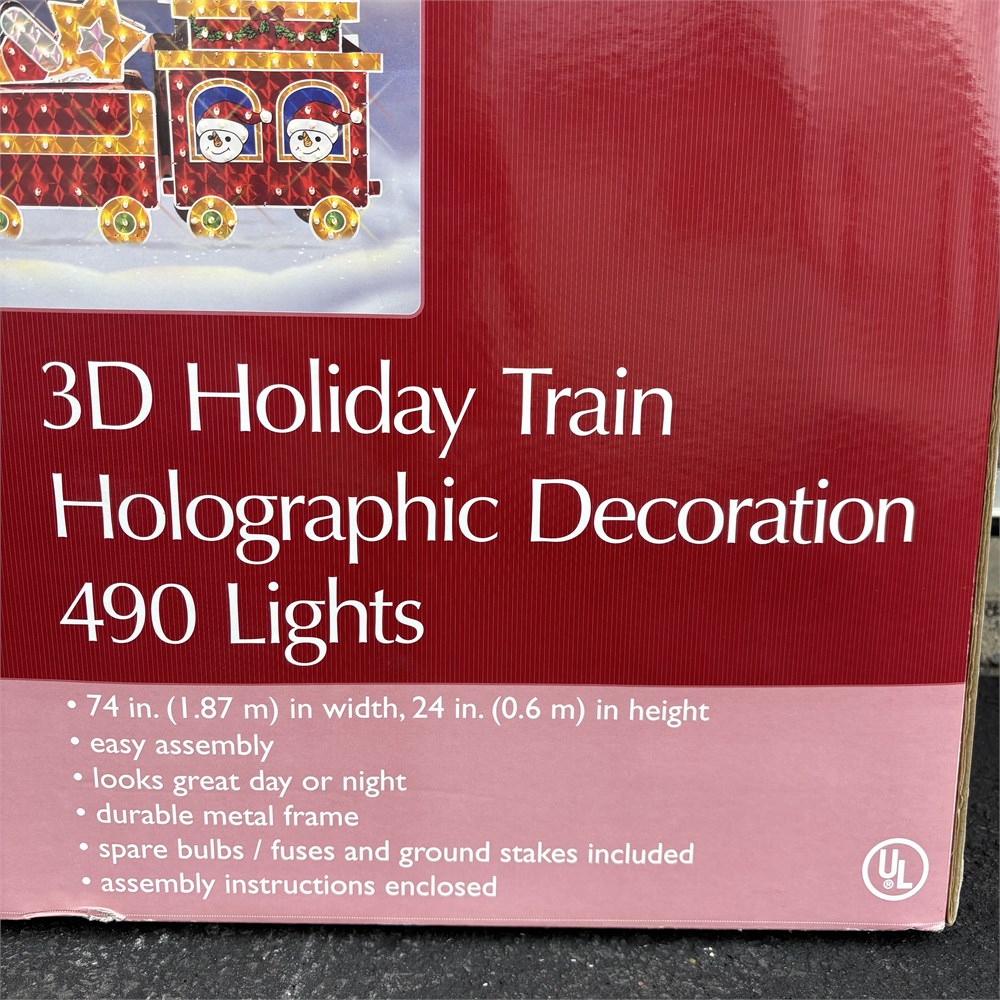 3D Holiday Train
Holographic Decoration
490 Lights
• 74 in. (1.87 m) in width, 24 in. (0.6 m) in height
• easy assembly
• looks great day or night
• durable metal frame
• spare bulbs / fuses and ground stakes included
• assembly instructions enclosed
UL
®